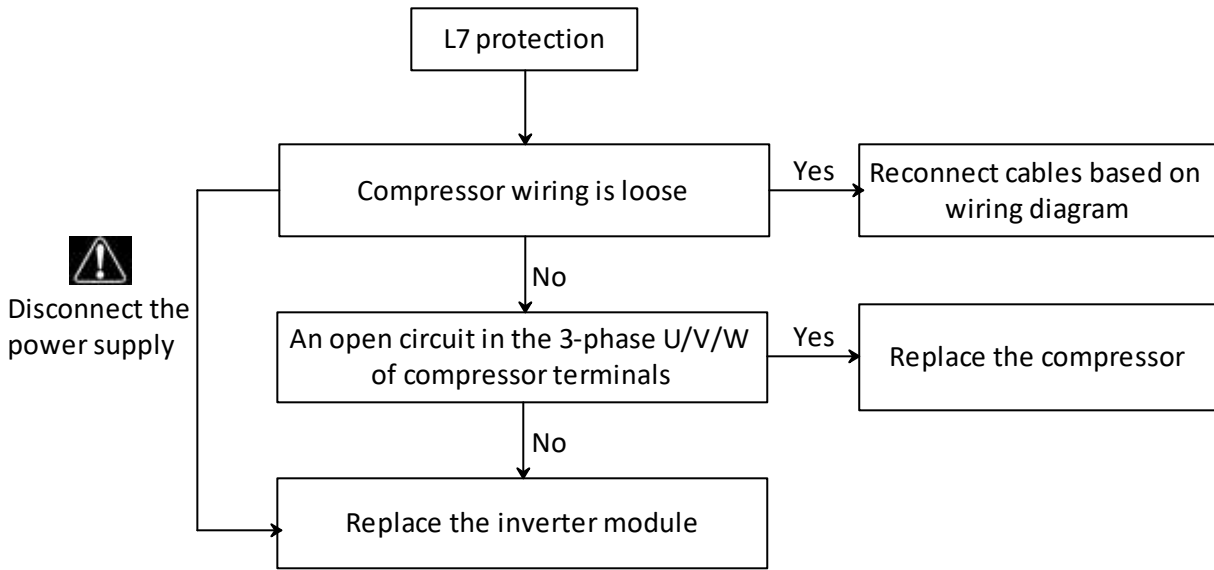 L7 protection
Compressor wiring is loose
Yes
Reconnect cables based on
wiring diagram
Disconnect the
power supply
No
An open circuit in the 3-phase U/V/W
of compressor terminals
Yes
Replace the compressor
No
Replace the inverter module